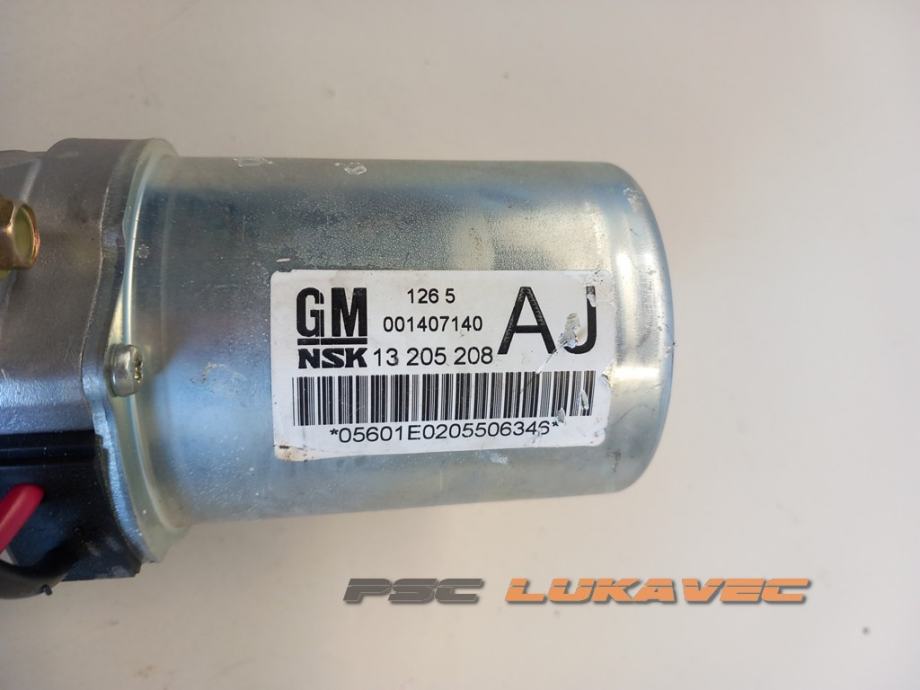 GM 126 5 AJ
001407140
NSK 13 205 208
*05601E0205506346*
PSC LUKAVEC